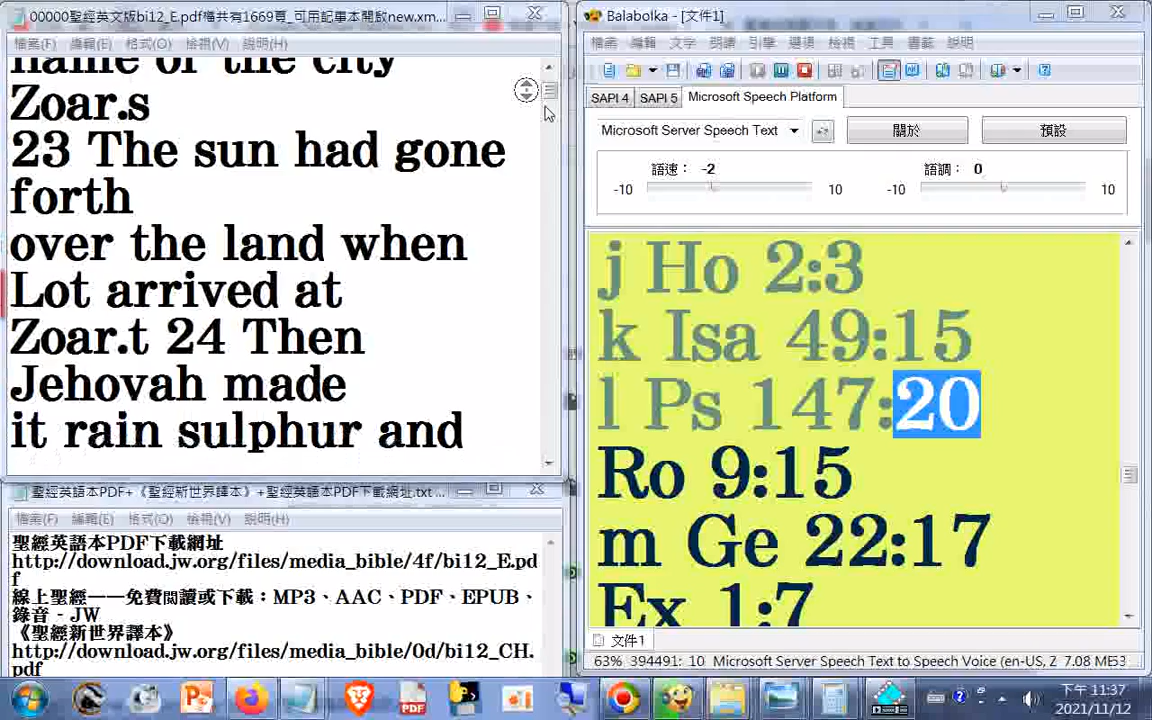 00000聖經英文版bi12_E.pdf檔共有1669頁_可用記事本開啟new.xm...
檔案(F) 編輯(E) 格式(O) 檢視(V) 說明(H)
name of the city
Zoar.s
23 The sun had gone
forth
over the land when
Lot arrived at
Zoar.t 24 Then
Jehovah made
it rain sulphur and
聖經英語本PDF+《聖經新世界譯本》+聖經英語本PDF下載網址.txt ...
檔案(F) 編輯(E) 格式(O) 檢視(V) 說明(H)
聖經英語本PDF下載網址
http://download.jw.org/files/media_bible/4f/bi12_E.pd
f
線上聖經——免費閱讀或下載：MP3、AAC、PDF、EPUB、
錄音 - JW
《聖經新世界譯本》
http://download.jw.org/files/media_bible/0d/bi12_CH.
pdf
Balabolka - [文件1]
檔案 編輯 文字 朗讀 引擎 選項 檢視 工具 書籤 說明
SAPI 4 SAPI 5 Microsoft Speech Platform
Microsoft Server Speech Text
關於 預設
語速： -2 語調： 0
-10 10 -10 10
j Ho 2:3
k Isa 49:15
l Ps 147:20
Ro 9:15
m Ge 22:17
Ex 1:7
文件1
63% 394491: 10 Microsoft Server Speech Text to Speech Voice (en-US, Z 7.08 ME53
下午 11:37
2021/11/12